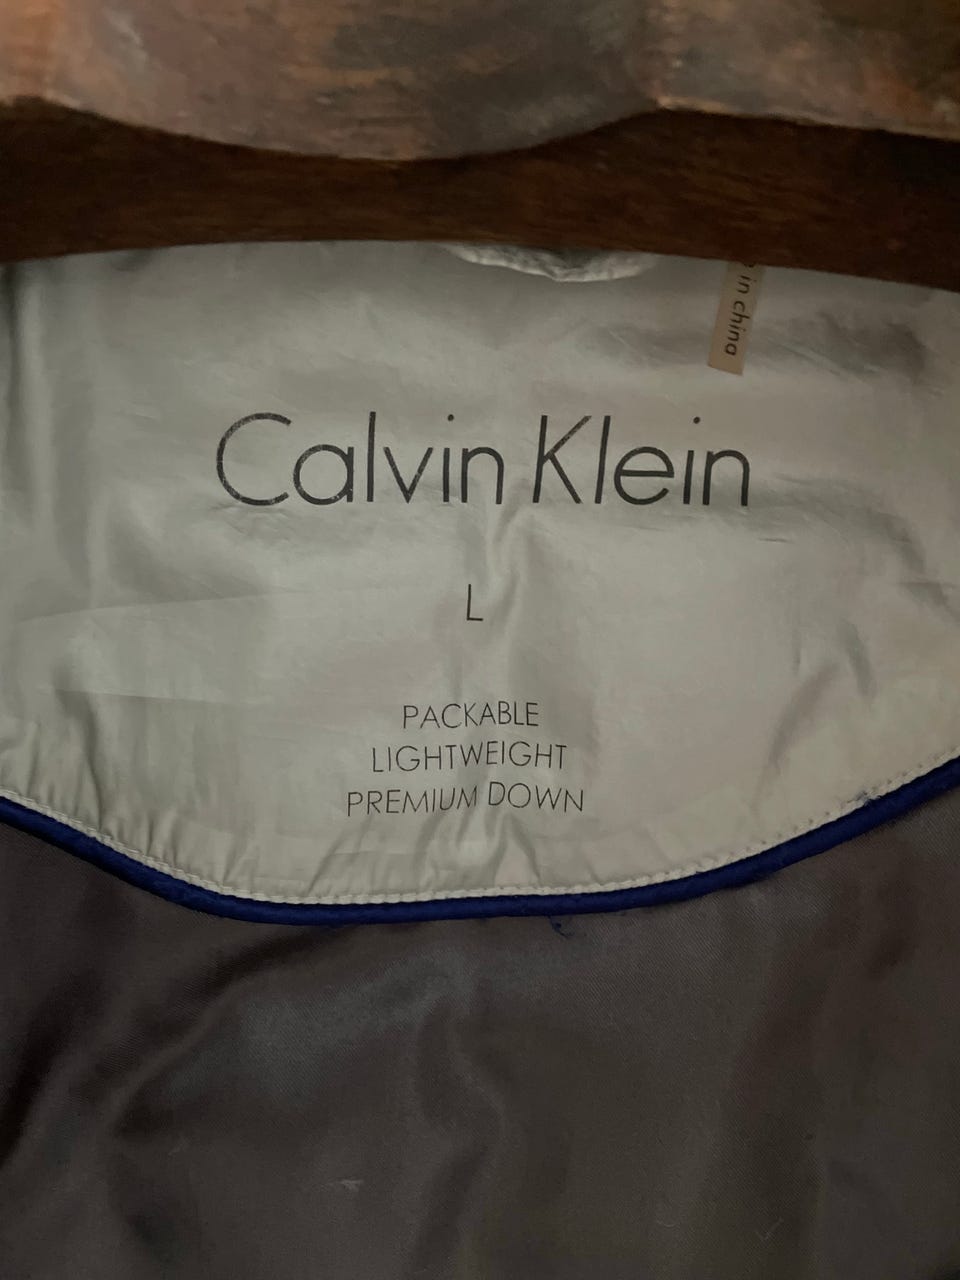 in china
Calvin Klein
L
PACKABLE
LIGHTWEIGHT
PREMIUM DOWN